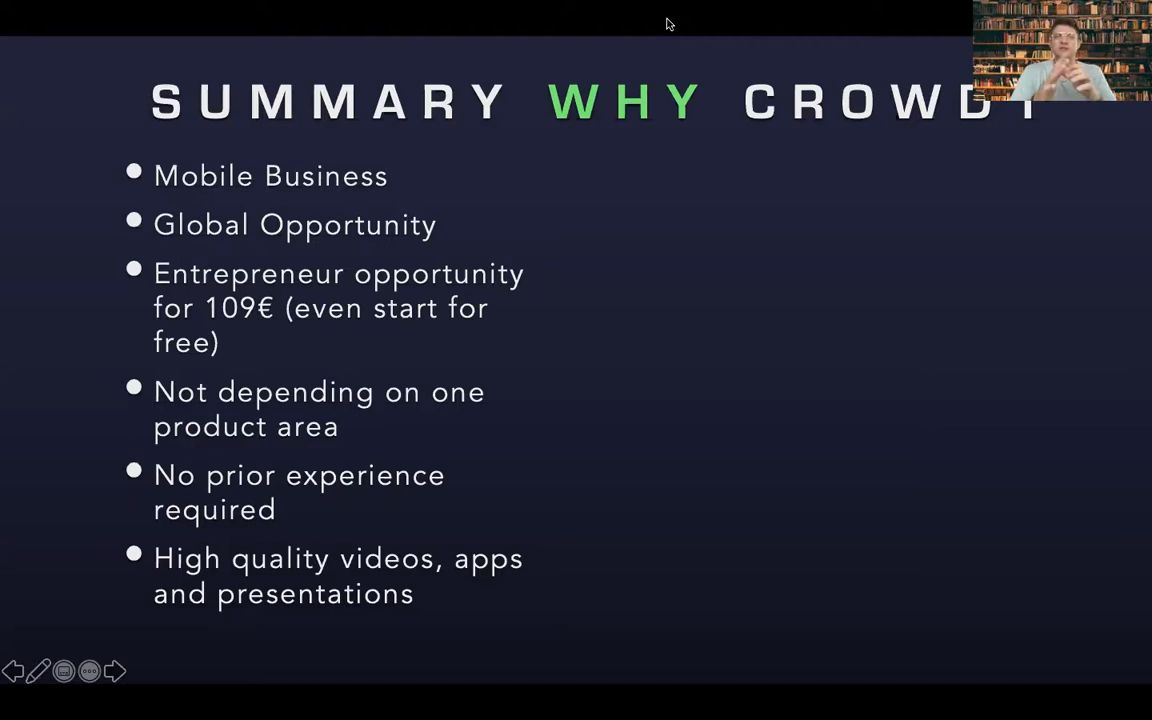 SUMMARY WHY
Mobile Business
Global Opportunity
Entrepreneur opportunity
for 109€ (even start for
free)
Not depending on one
product area
No prior experience
required
High quality videos, apps
and presentations